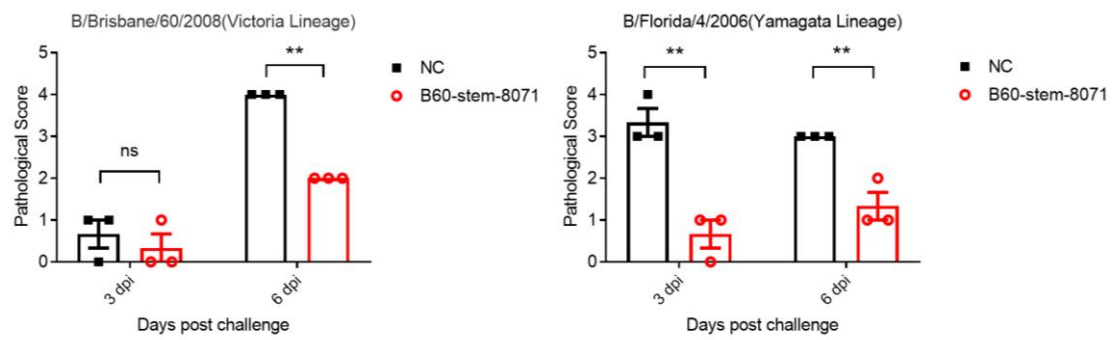 B/Brisbane/60/2008(Victoria Lineage)
5
4
3
2
1
0
Pathological Score
ns
**
NC
B60-stem-8071
3 dpi
6 dpi
Days post challenge
B/Florida/4/2006(Yamagata Lineage)
5
4
3
2
1
0
Pathological Score
**
**
NC
B60-stem-8071
3 dpi
6 dpi
Days post challenge